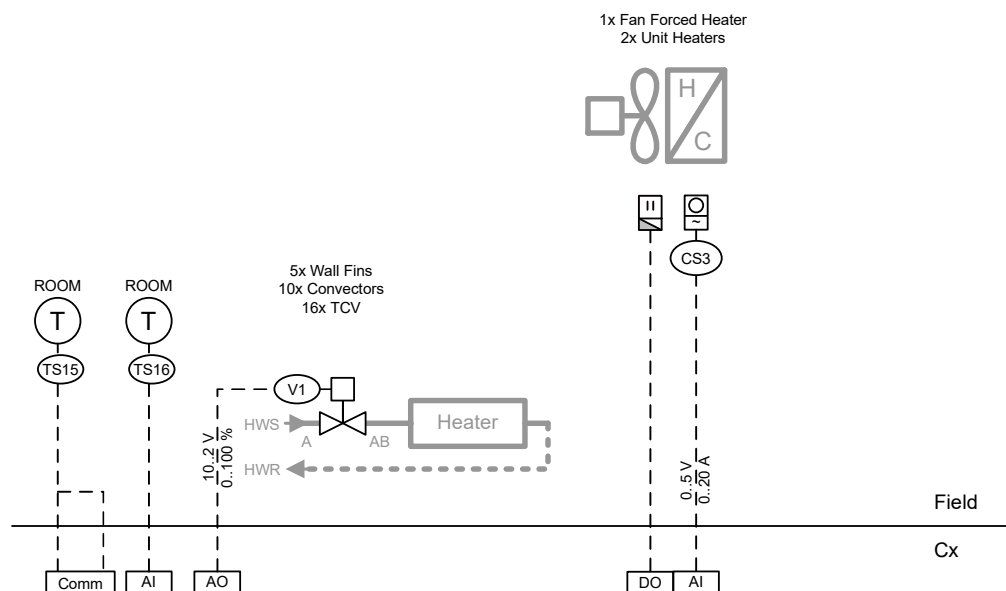 1x Fan Forced Heater
2x Unit Heaters
H
C
CS3
5x Wall Fins
10x Convectors
16x TCV
ROOM
ROOM
T
T
TS15
TS16
V1
HWS
A
AB
Heater
HWR
10..2 V
0..100 %
0..5 V
0..20 A
Field
Cx
Comm
AI
AO
DO
AI